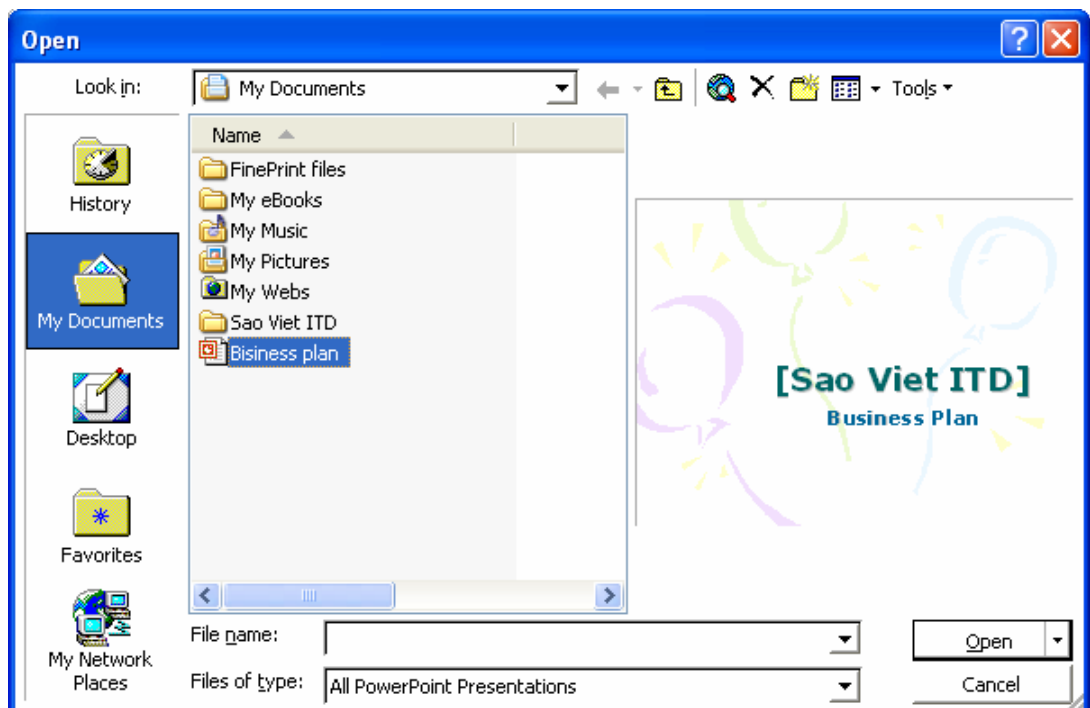 Open
Look in:
My Documents
Tools
History
My Documents
Desktop
Favorites
My Network
Places
Name
FinePrint files
My eBooks
My Music
My Pictures
My Webs
Sao Viet ITD
Bisiness plan
[Sao Viet ITD]
Business Plan
File name:
Open
Files of type:
All PowerPoint Presentations
Cancel